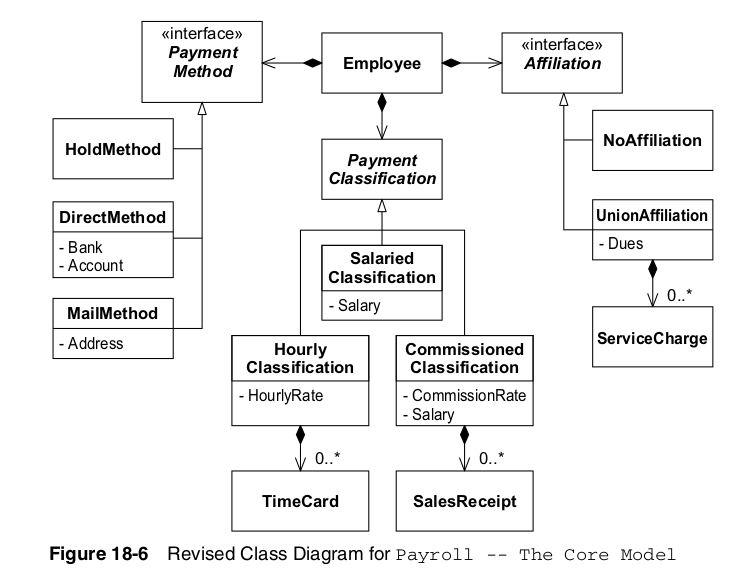 «interface»
Payment
Method
Employee
«interface»
Affiliation
HoldMethod
NoAffiliation
Payment
Classification
DirectMethod
- Bank
- Account
UnionAffiliation
- Dues
Salaried
Classification
- Salary
MailMethod
- Address
0..*
ServiceCharge
Hourly
Classification
- HourlyRate
Commissioned
Classification
- CommissionRate
- Salary
0..*
0..*
TimeCard
SalesReceipt
Figure 18-6 Revised Class Diagram for Payroll -- The Core Model